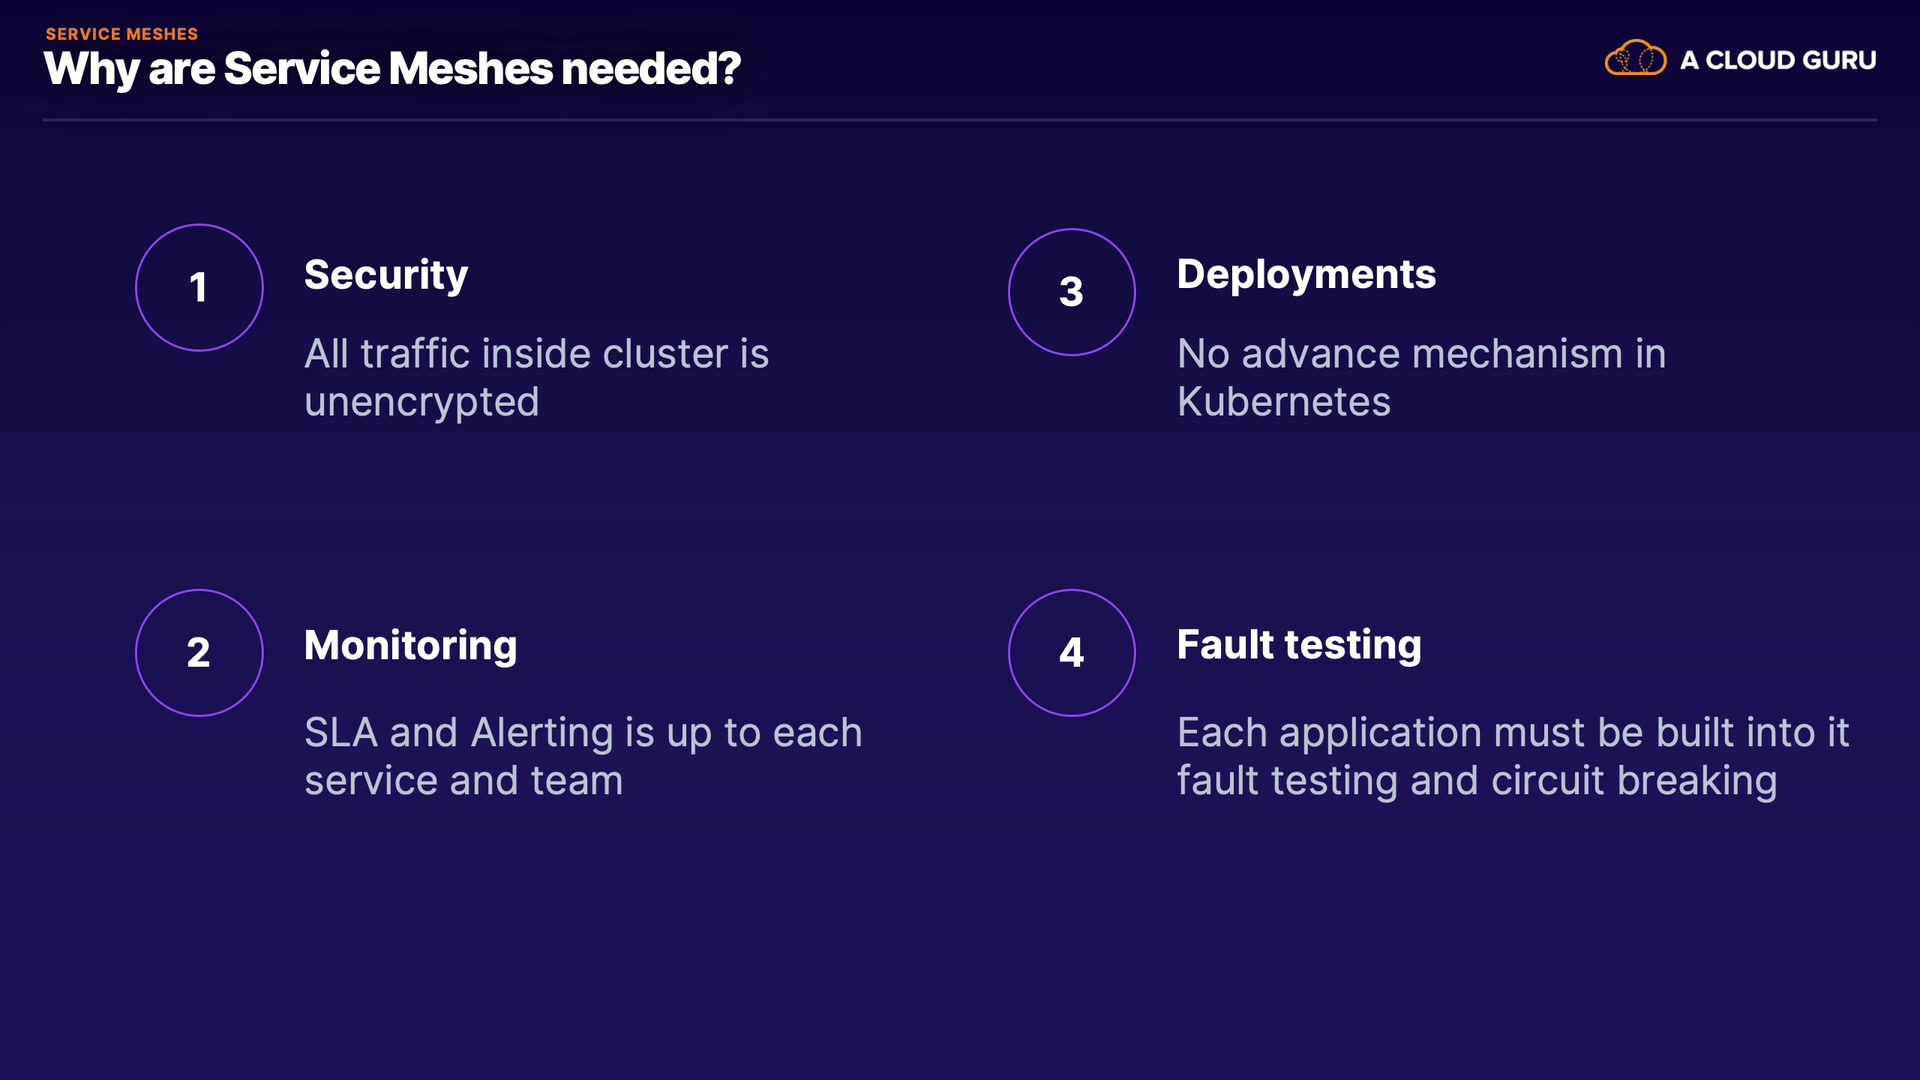 SERVICE MESHES
Why are Service Meshes needed?
A CLOUD GURU
1
Security
All traffic inside cluster is
unencrypted
2
Monitoring
SLA and Alerting is up to each
service and team
3
Deployments
No advance mechanism in
Kubernetes
4
Fault testing
Each application must be built into it
fault testing and circuit breaking